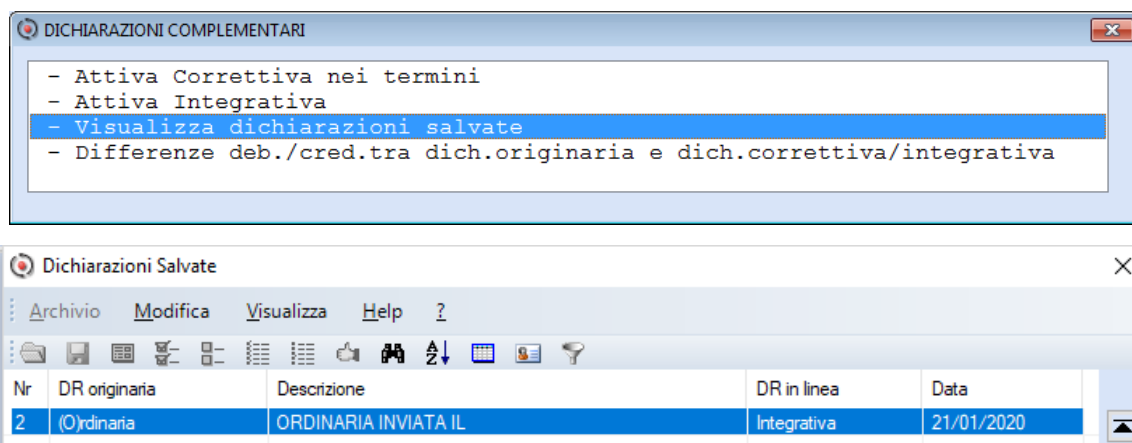 DICHIARAZIONI COMPLEMENTARI
- Attiva Correttiva nei termini
- Attiva Integrativa
- Visualizza dichiarazioni salvate
- Differenze deb./cred.tra dich.originaria e dich.correttiva/integrativa
Dichiarazioni Salvate
Archivio Modifica Visualizza Help ?
Nr DR originaria Descrizione DR in linea Data
2 (O)rdinaria ORDINARIA INVIATA IL Integrativa 21/01/2020